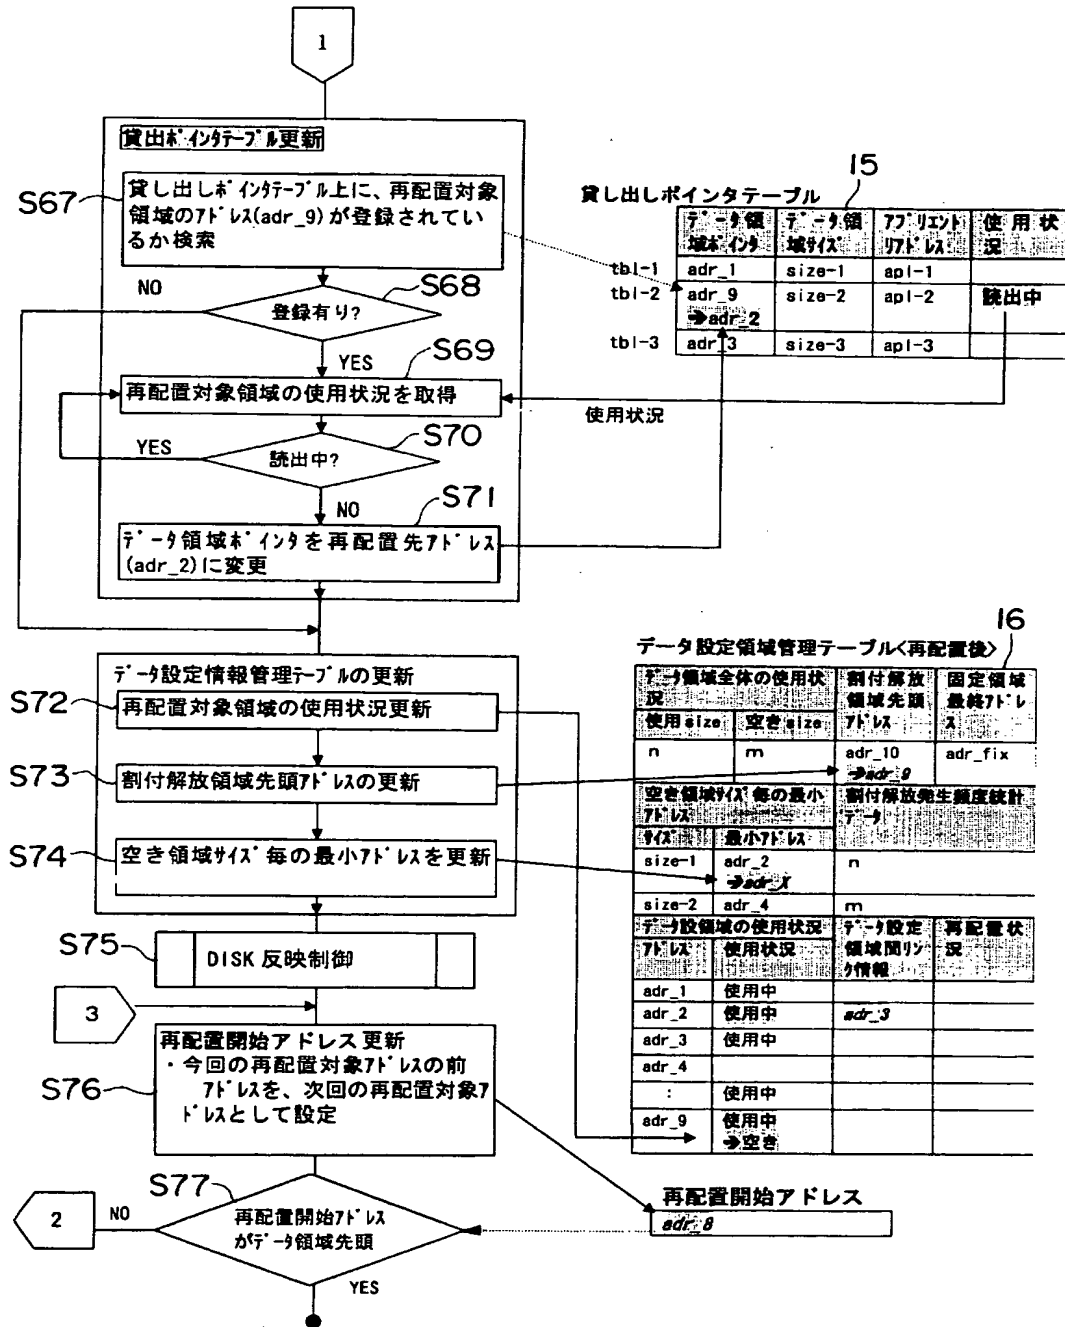 1
貸出ポインタテーブル更新
S67
貸し出しポインタテーブル上に、再配置対象
領域のアドレス(adr_9)が登録されてい
るか検索
NO
S68
登録有り?
YES
S69
再配置対象領域の使用状況を取得
YES
S70
読出中?
NO
S71
データ領域ポインタを再配置先アドレス
(adr_2)に変更
15
貸し出しポインタテーブル
データ領
域ポインタ
データ領
域サイズ
アプリエント
リアドレス
使用状
況
tbl-1 adr_1 size-1 apl-1
tbl-2 adr_9 size-2 apl-2 読出中
➔adr_2
tbl-3 adr_3 size-3 apl-3
使用状況
データ設定情報管理テーブルの更新
S72
再配置対象領域の使用状況更新
S73
割付解放領域先頭アドレスの更新
S74
空き領域サイズ毎の最小アドレスを更新
S75
DISK 反映制御
3
再配置開始アドレス更新
S76
・今回の再配置対象アドレスの前
アドレスを、次回の再配置対象ア
ドレスとして設定
S77
再配置開始アドレス
がデータ領域先頭
NO
2
YES
16
データ設定領域管理テーブル<再配置後>
データ領域全体の使用状
況
割付解放
領域先頭
アドレス
固定領域
最終アドレ
ス
使用size 空きsize
n m adr_10 adr_fix
➔adr_9
空き領域サイズ毎の最小
アドレス
割付解放発生頻度統計
データ
サイズ 最小アドレス
size-1 adr_2 n
➔adr_X
size-2 adr_4 m
データ設領域の使用状況
データ設定
領域間リン
ク情報
再配置状
況
アドレス 使用状況
adr_1 使用中
adr_2 使用中 adr_3
adr_3 使用中
adr_4
: 使用中
adr_9 使用中
➔空き
再配置開始アドレス
adr_8